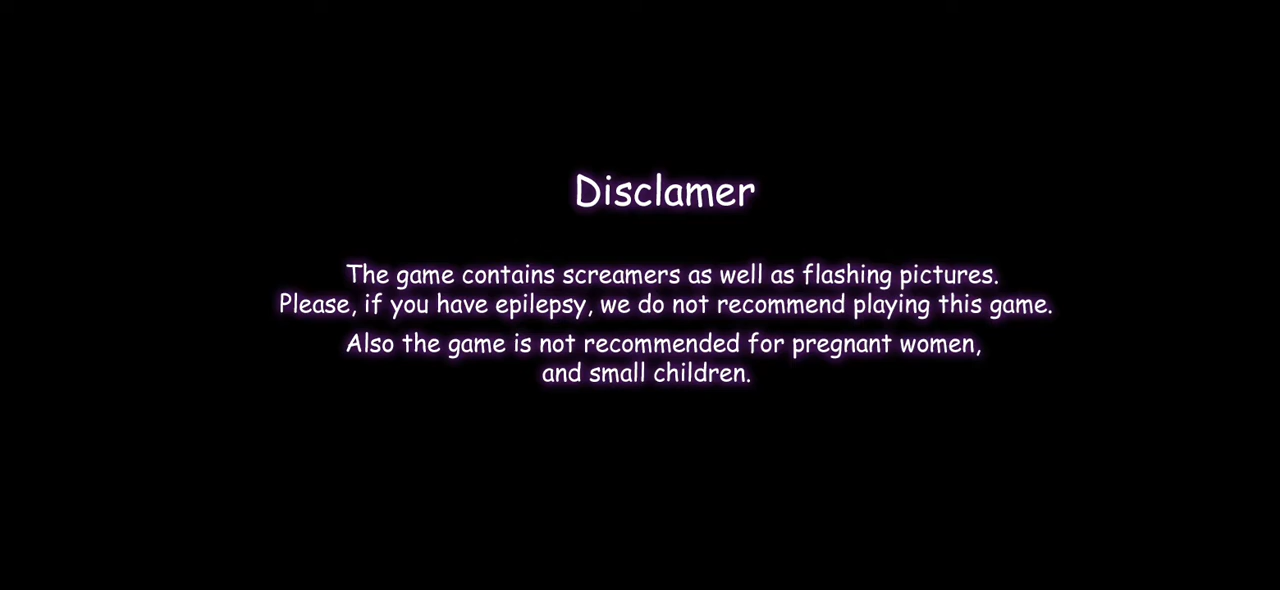 Disclamer
The game contains screamers as well as flashing pictures.
Please, if you have epilepsy, we do not recommend playing this game.
Also the game is not recommended for pregnant women,
and small children.